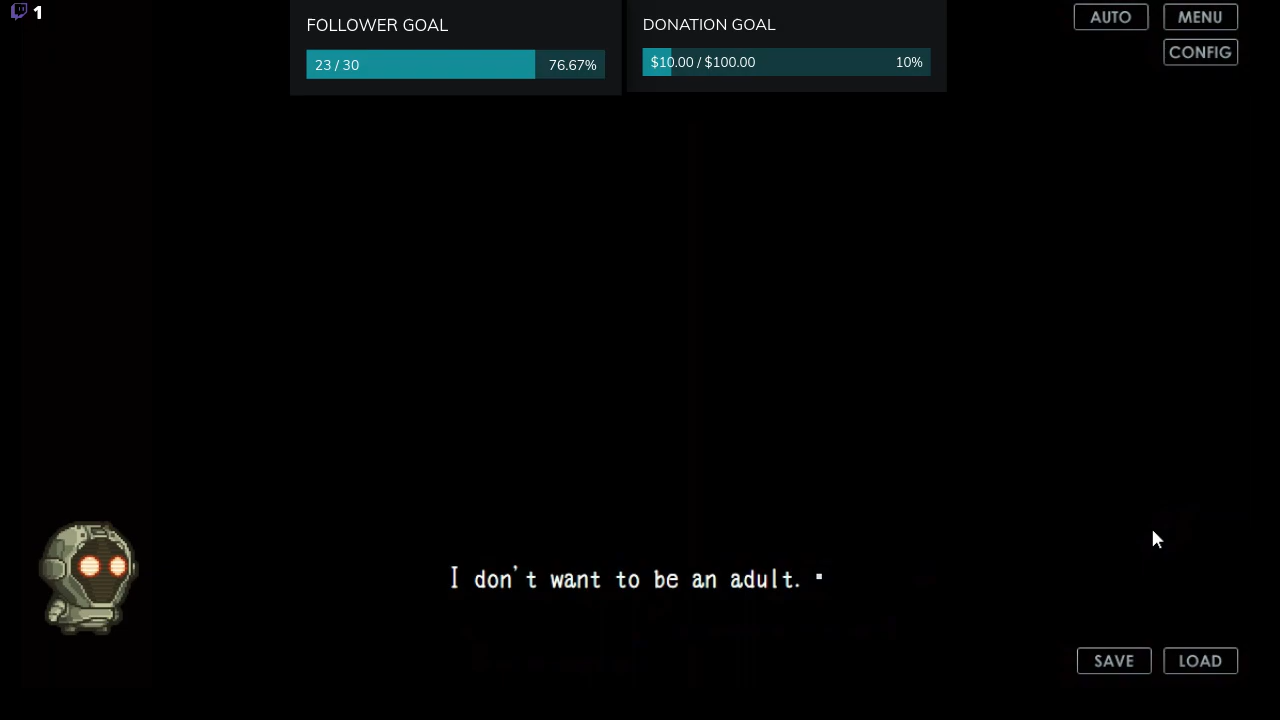 1
FOLLOWER GOAL
23 / 30 76.67%
DONATION GOAL
$10.00 / $100.00 10%
AUTO
MENU
CONFIG
I don't want to be an adult.
SAVE
LOAD